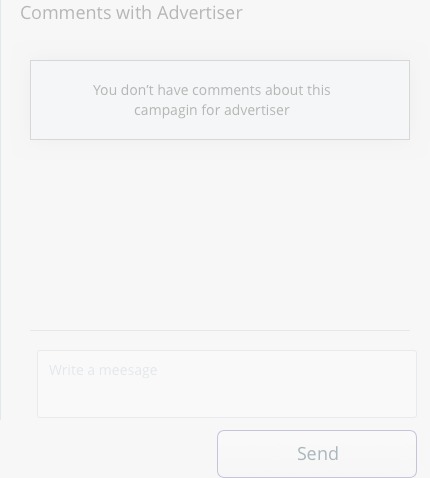 Comments with Advertiser
You don't have comments about this
campagin for advertiser
Write a meesage
Send